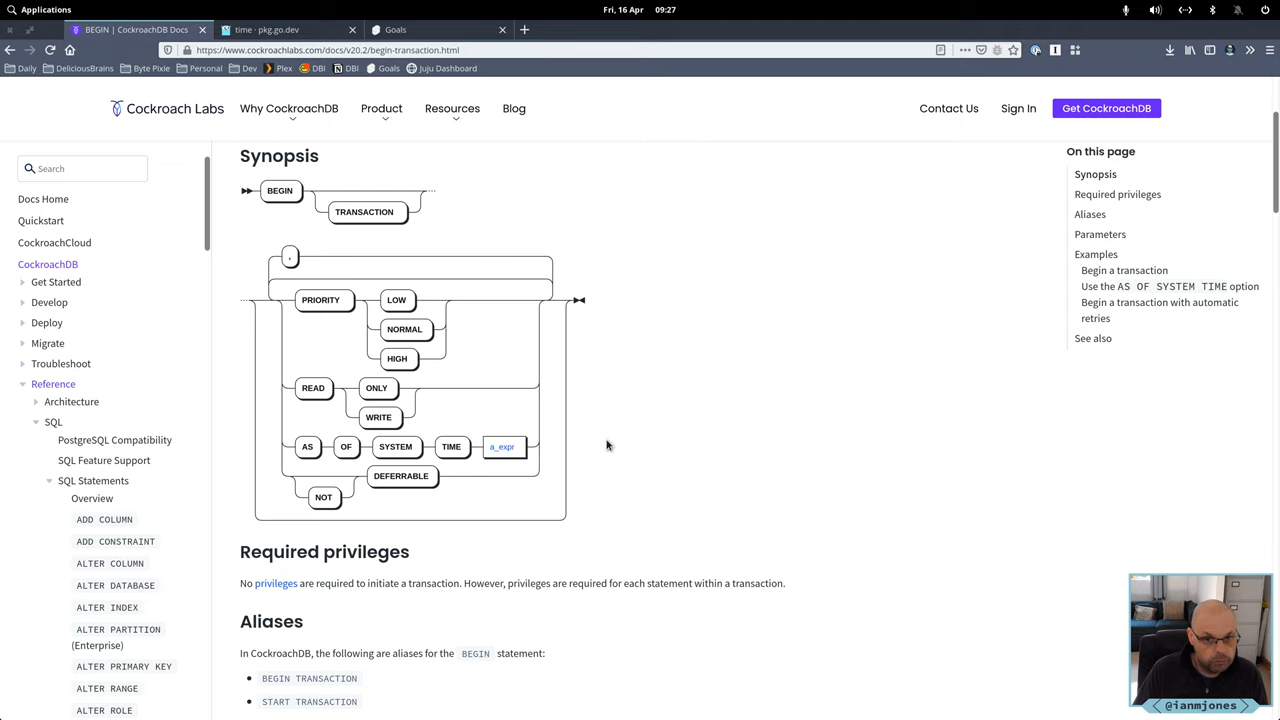 Applications
Fri, 16 Apr 09:27
BEGIN | CockroachDB Docs
time · pkg.go.dev
Goals
https://www.cockroachlabs.com/docs/v20.2/begin-transaction.html
Daily
DeliciousBrains
Byte Pixie
Personal
Dev
Plex
DBI
DBI
Goals
Juju Dashboard
Cockroach Labs
Why CockroachDB
Product
Resources
Blog
Contact Us
Sign In
Get CockroachDB
Search
Docs Home
Quickstart
CockroachCloud
CockroachDB
Get Started
Develop
Deploy
Migrate
Troubleshoot
Reference
Architecture
SQL
PostgreSQL Compatibility
SQL Feature Support
SQL Statements
Overview
ADD COLUMN
ADD CONSTRAINT
ALTER COLUMN
ALTER DATABASE
ALTER INDEX
ALTER PARTITION
(Enterprise)
ALTER PRIMARY KEY
ALTER RANGE
ALTER ROLE
Synopsis
BEGIN
TRANSACTION
,
PRIORITY
LOW
NORMAL
HIGH
READ
ONLY
WRITE
AS OF SYSTEM TIME a_expr
DEFERRABLE
NOT
Required privileges
No privileges are required to initiate a transaction. However, privileges are required for each statement within a transaction.
Aliases
In CockroachDB, the following are aliases for the BEGIN statement:
BEGIN TRANSACTION
START TRANSACTION
On this page
Synopsis
Required privileges
Aliases
Parameters
Examples
Begin a transaction
Use the AS OF SYSTEM TIME option
Begin a transaction with automatic
retries
See also
@ianmjones